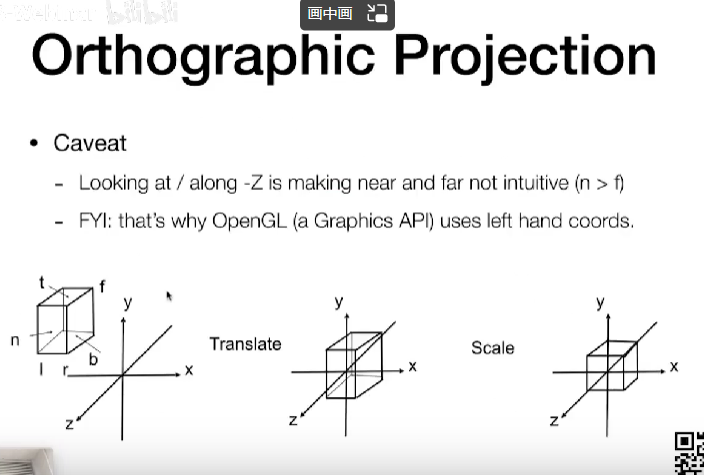 bilibili
画中画
Orthographic Projection
• Caveat
- Looking at / along -Z is making near and far not intuitive (n > f)
- FYI: that's why OpenGL (a Graphics API) uses left hand coords.
t
f
n
l
r
b
y
x
z
Translate
y
x
z
Scale
y
x
z